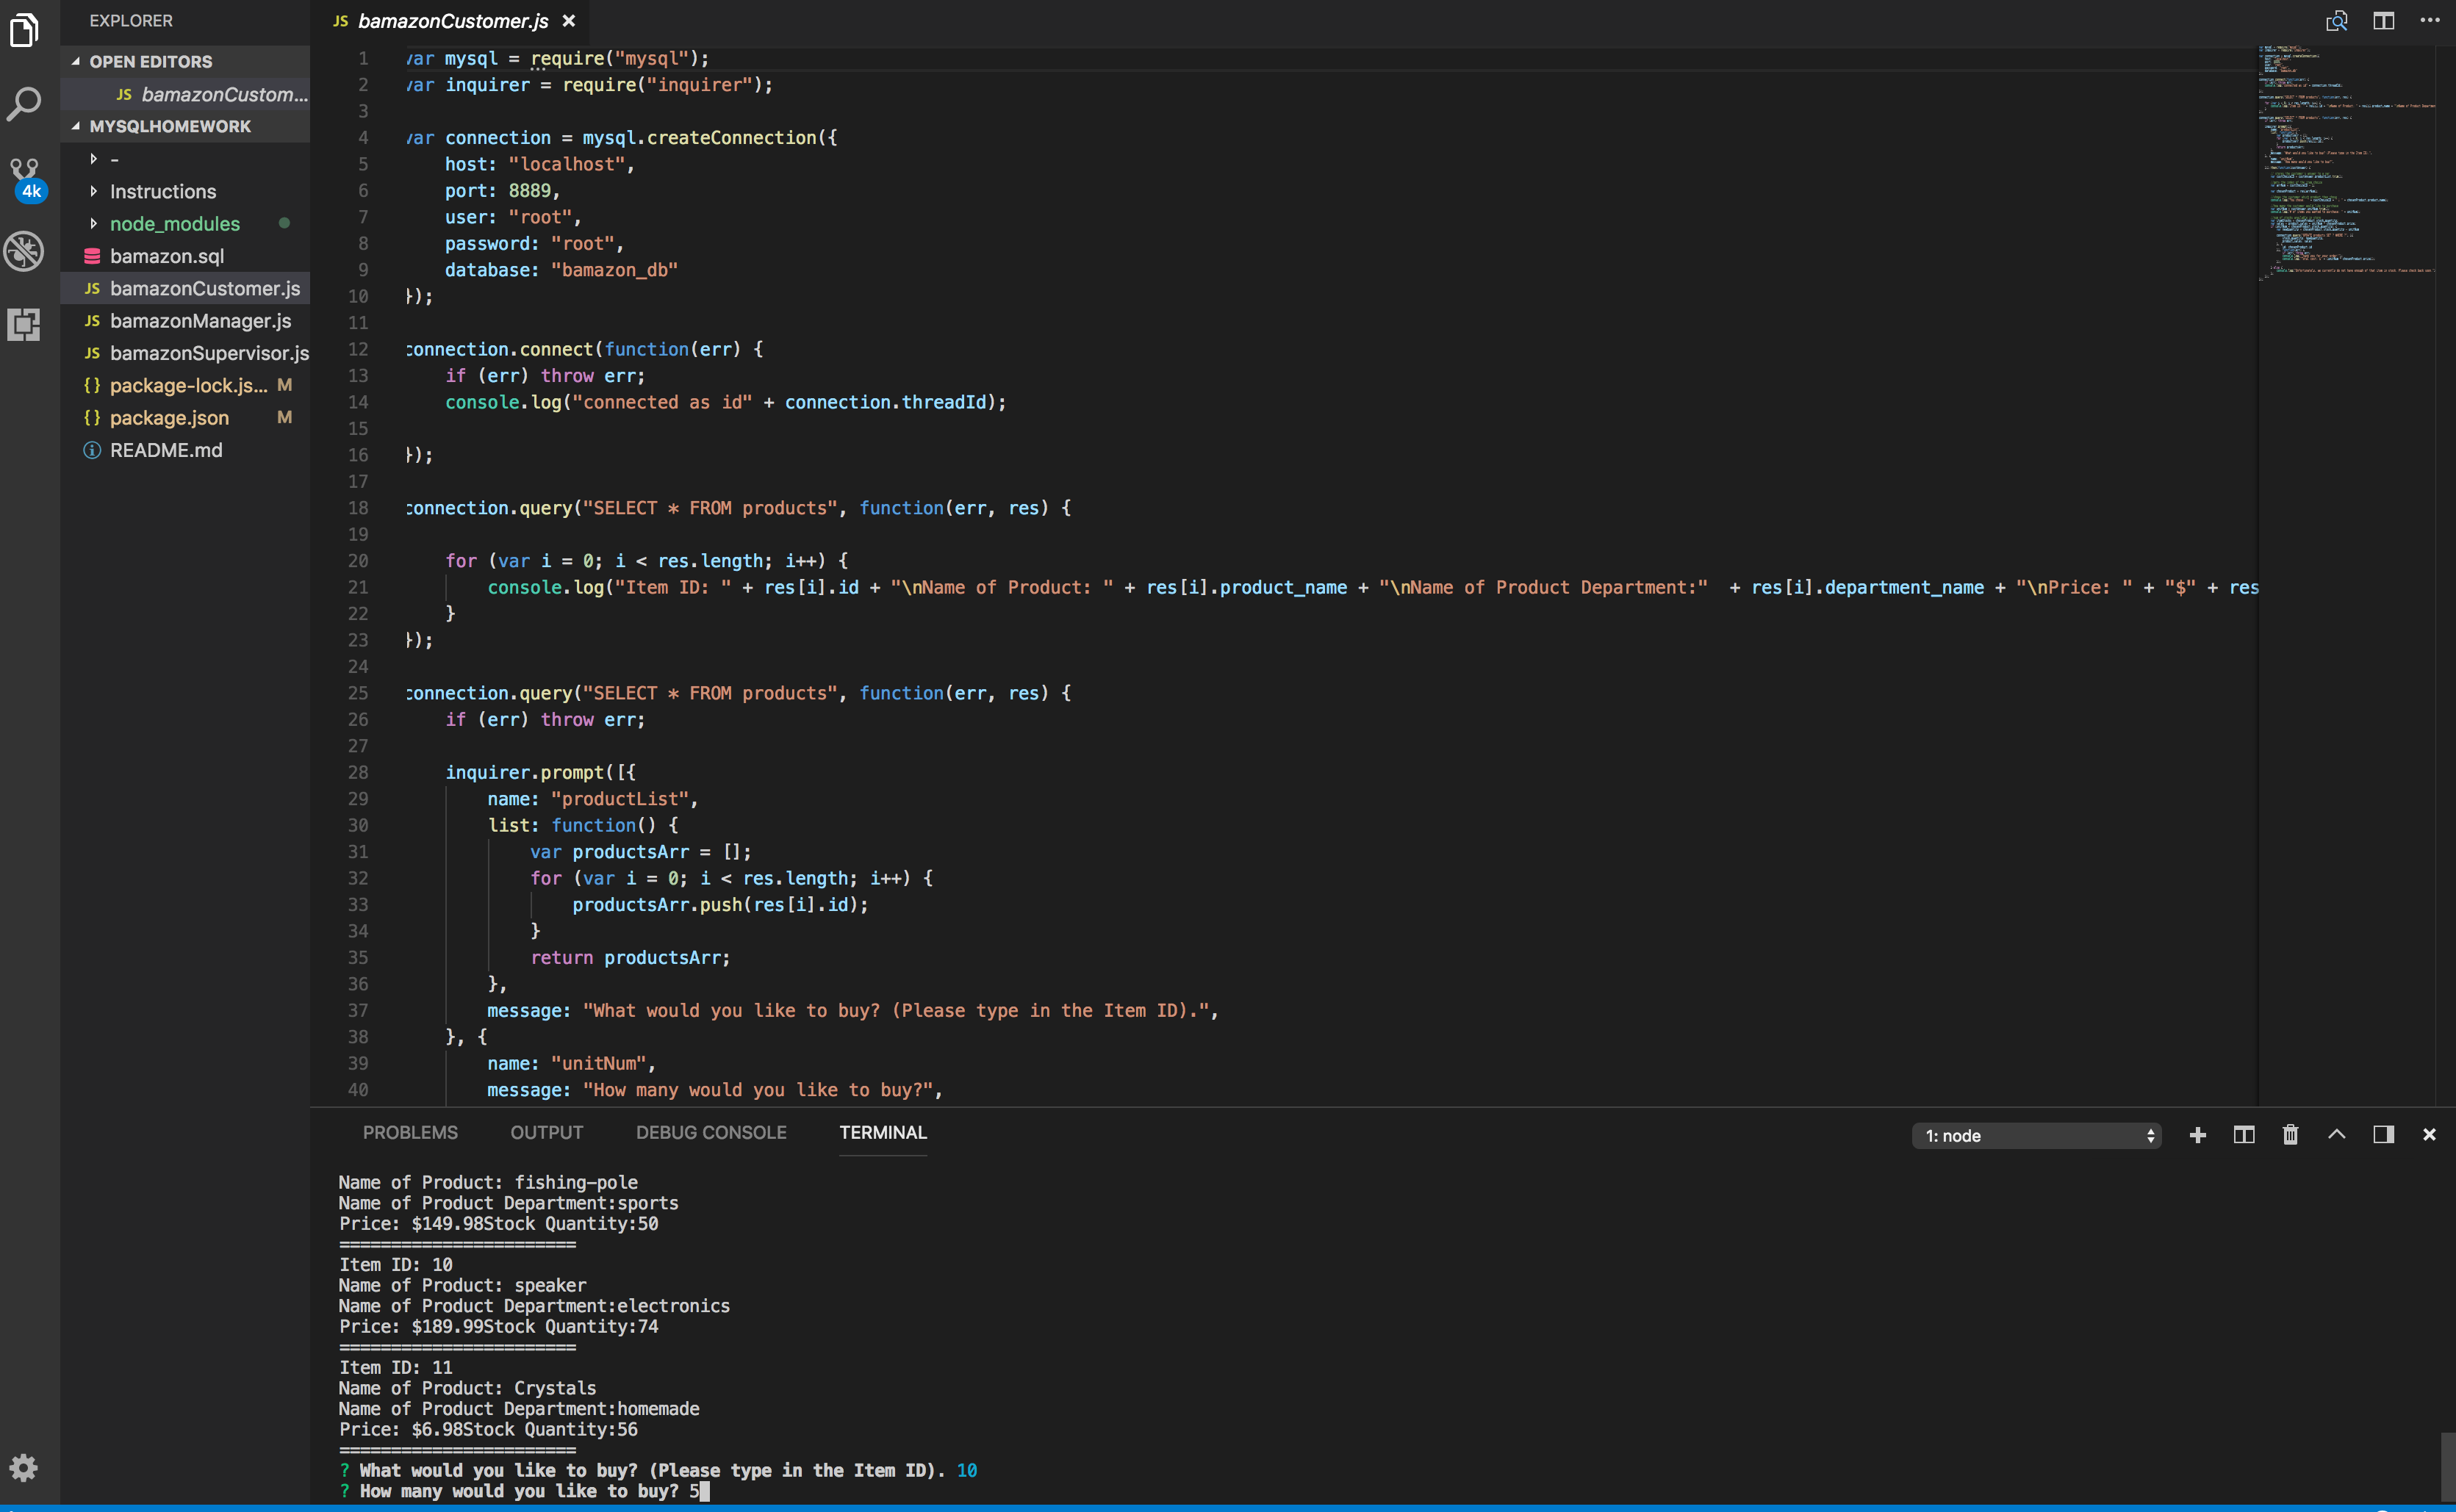 EXPLORER
OPEN EDITORS
JS bamazonCustom...
MYSQLHOMEWORK
-
Instructions
node_modules
bamazon.sql
JS bamazonCustomer.js
JS bamazonManager.js
JS bamazonSupervisor.js
{} package-lock.js... M
{} package.json M
README.md
4k
JS bamazonCustomer.js
1 var mysql = require("mysql");
2 var inquirer = require("inquirer");
3
4 var connection = mysql.createConnection({
5 host: "localhost",
6 port: 8889,
7 user: "root",
8 password: "root",
9 database: "bamazon_db"
10 });
11
12 connection.connect(function(err) {
13 if (err) throw err;
14 console.log("connected as id" + connection.threadId);
15
16 });
17
18 connection.query("SELECT * FROM products", function(err, res) {
19
20 for (var i = 0; i < res.length; i++) {
21 console.log("Item ID: " + res[i].id + "\nName of Product: " + res[i].product_name + "\nName of Product Department:" + res[i].department_name + "\nPrice: " + "$" + res
22 }
23 });
24
25 connection.query("SELECT * FROM products", function(err, res) {
26 if (err) throw err;
27
28 inquirer.prompt([{
29 name: "productList",
30 list: function() {
31 var productsArr = [];
32 for (var i = 0; i < res.length; i++) {
33 productsArr.push(res[i].id);
34 }
35 return productsArr;
36 },
37 message: "What would you like to buy? (Please type in the Item ID).",
38 }, {
39 name: "unitNum",
40 message: "How many would you like to buy?",
PROBLEMS OUTPUT DEBUG CONSOLE TERMINAL 1: node
Name of Product: fishing-pole
Name of Product Department:sports
Price: $149.98Stock Quantity:50
=======================
Item ID: 10
Name of Product: speaker
Name of Product Department:electronics
Price: $189.99Stock Quantity:74
=======================
Item ID: 11
Name of Product: Crystals
Name of Product Department:homemade
Price: $6.98Stock Quantity:56
=======================
? What would you like to buy? (Please type in the Item ID). 10
? How many would you like to buy? 5